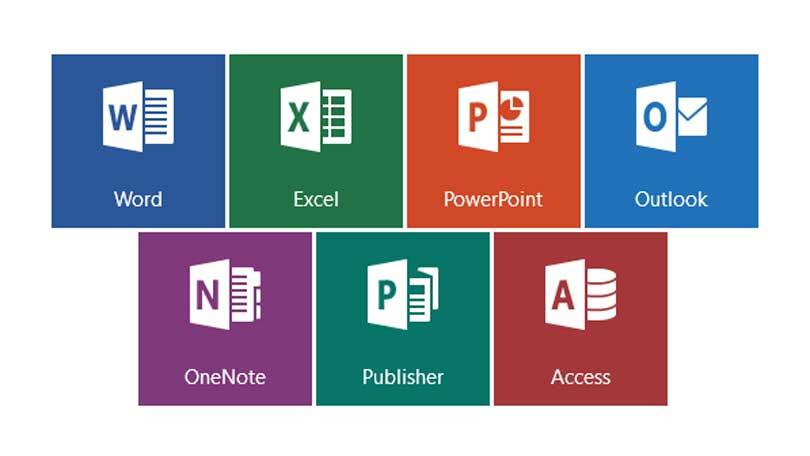 W X P O
Word Excel PowerPoint Outlook
N P A
OneNote Publisher Access